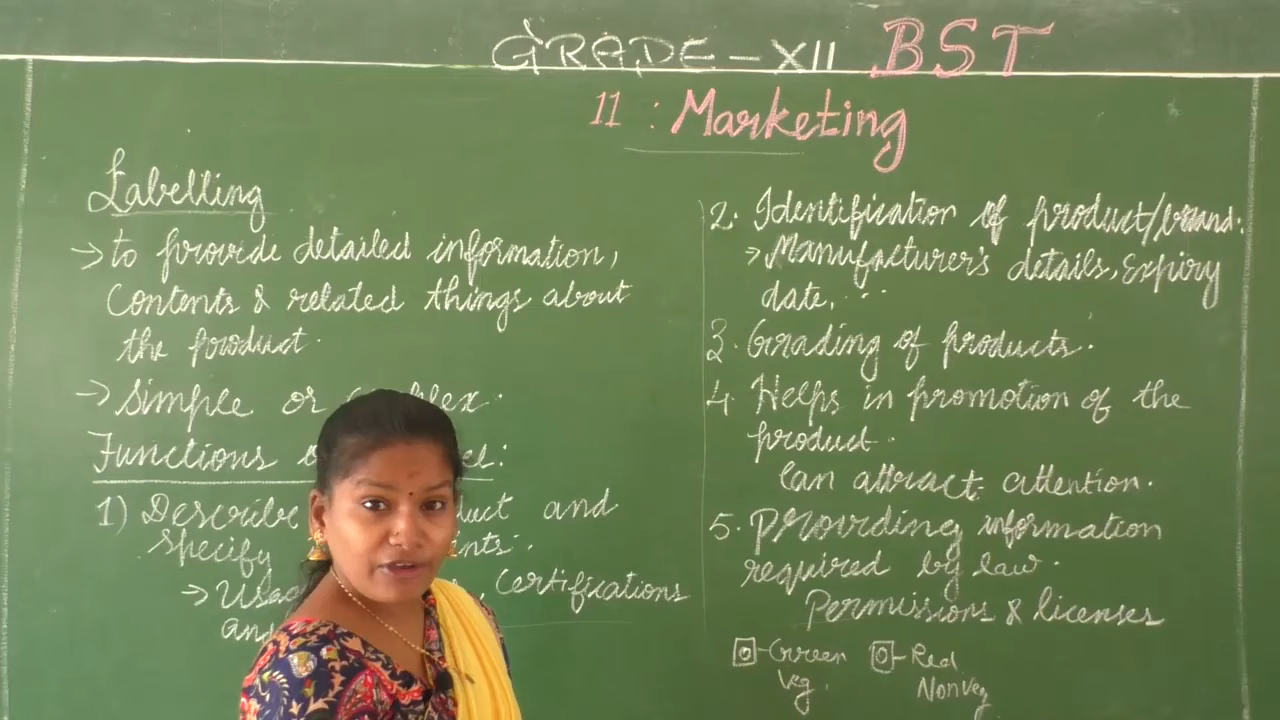 GRADE - XII BST
11 : Marketing
Labelling
→ to provide detailed information,
Contents & related things about
the product.
→ Simple or
Functions
1) Describe and
Specify
→ , Certifications
2. Identification of product/brand.
→ Manufacturer's details, Expiry
date, ...
3. Grading of products.
4. Helps in promotion of the
product.
Can attract attention.
5. Providing information
required by law.
Permissions & licenses
- Green
Veg.
- Red
NonVeg